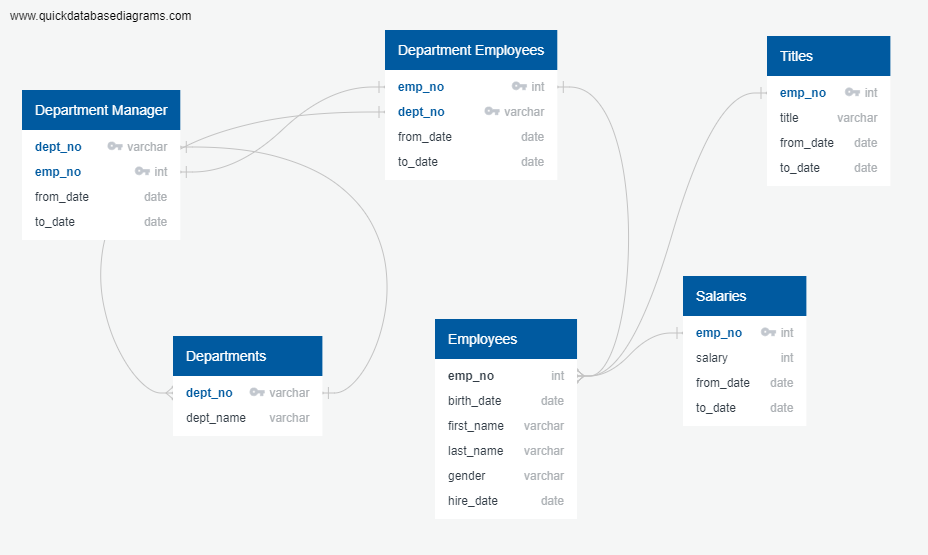 www.quickdatabasediagrams.com
Department Manager
dept_no varchar
emp_no int
from_date date
to_date date
Department Employees
emp_no int
dept_no varchar
from_date date
to_date date
Titles
emp_no int
title varchar
from_date date
to_date date
Departments
dept_no varchar
dept_name varchar
Employees
emp_no int
birth_date date
first_name varchar
last_name varchar
gender varchar
hire_date date
Salaries
emp_no int
salary int
from_date date
to_date date